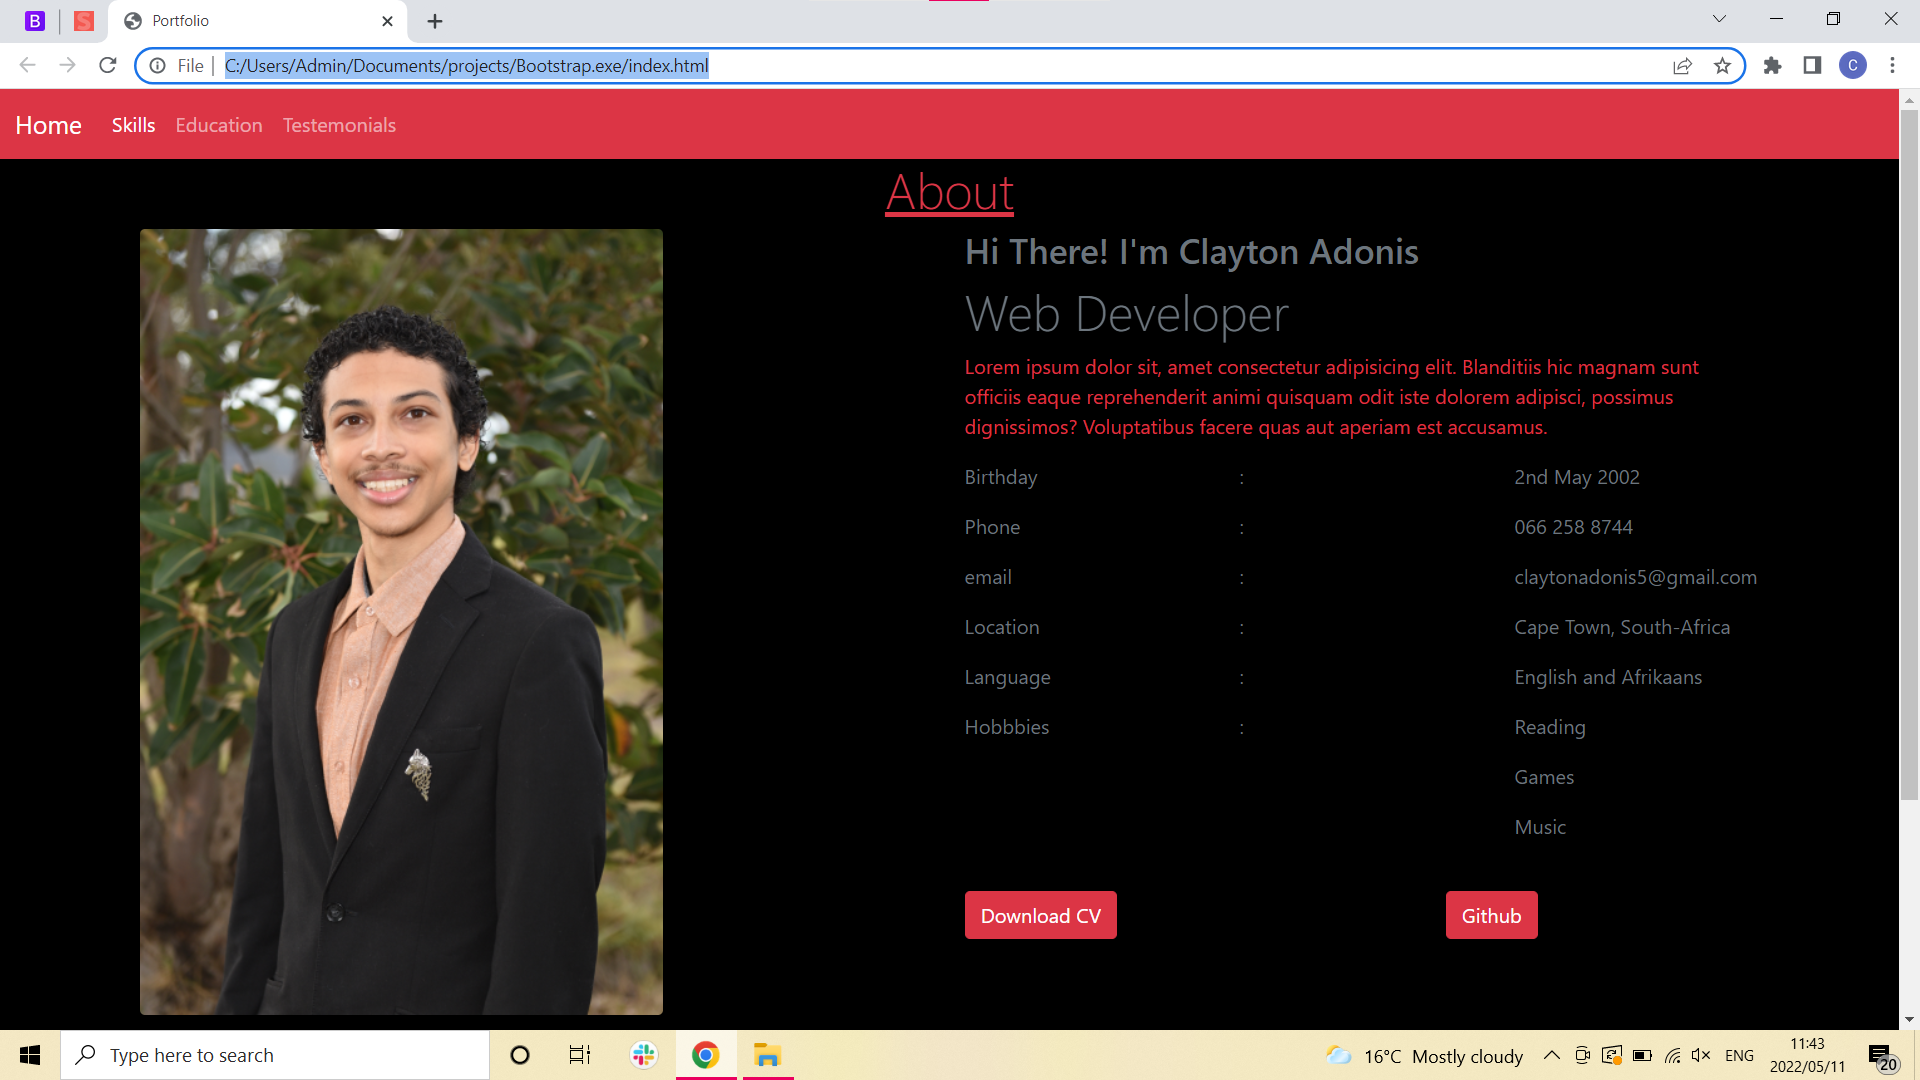 B
S
Portfolio
File | C:/Users/Admin/Documents/projects/Bootstrap.exe/index.html
C
Home Skills Education Testemonials
About
Hi There! I'm Clayton Adonis
Web Developer
Lorem ipsum dolor sit, amet consectetur adipisicing elit. Blanditiis hic magnam sunt
officiis eaque reprehenderit animi quisquam odit iste dolorem adipisci, possimus
dignissimos? Voluptatibus facere quas aut aperiam est accusamus.
Birthday : 2nd May 2002
Phone : 066 258 8744
email : claytonadonis5@gmail.com
Location : Cape Town, South-Africa
Language : English and Afrikaans
Hobbbies : Reading
Games
Music
Download CV Github
Type here to search
16°C Mostly cloudy
ENG
11:43
2022/05/11
20